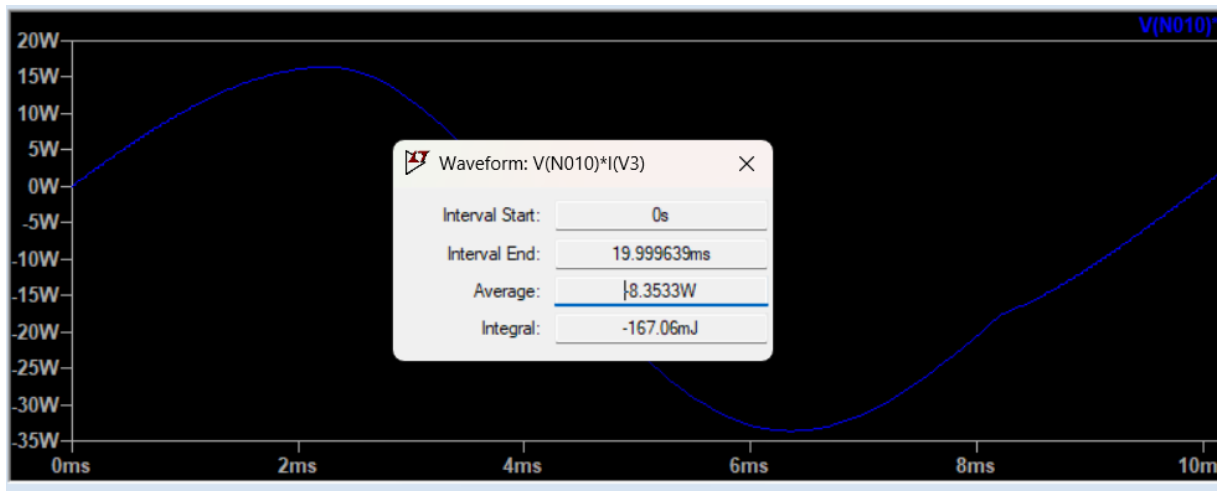 V(N010)*
20W
15W
10W
5W
0W
-5W
-10W
-15W
-20W
-25W
-30W
-35W
0ms
2ms
4ms
6ms
8ms
10m
Waveform: V(N010)*I(V3)
Interval Start: 0s
Interval End: 19.999639ms
Average: -8.3533W
Integral: -167.06mJ